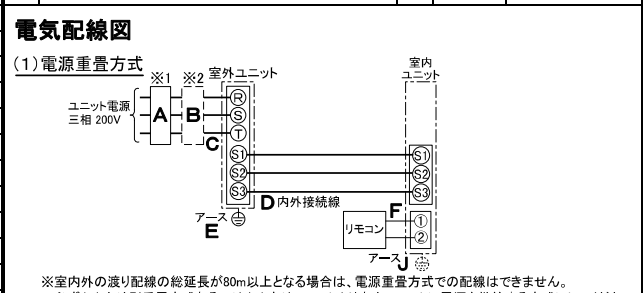 電気配線図
(1)電源重畳方式
※1 ※2 室外ユニット
室内
ユニット
ユニット電源
三相 200V
A
B
C
R
S
T
S1 S1
S2 S2
S3 S3
D 内外接続線
アース
E
F
リモコン
①
②
アース J
※室内外の渡り配線の総延長が80m以上となる場合は、電源重畳方式での配線はできません。